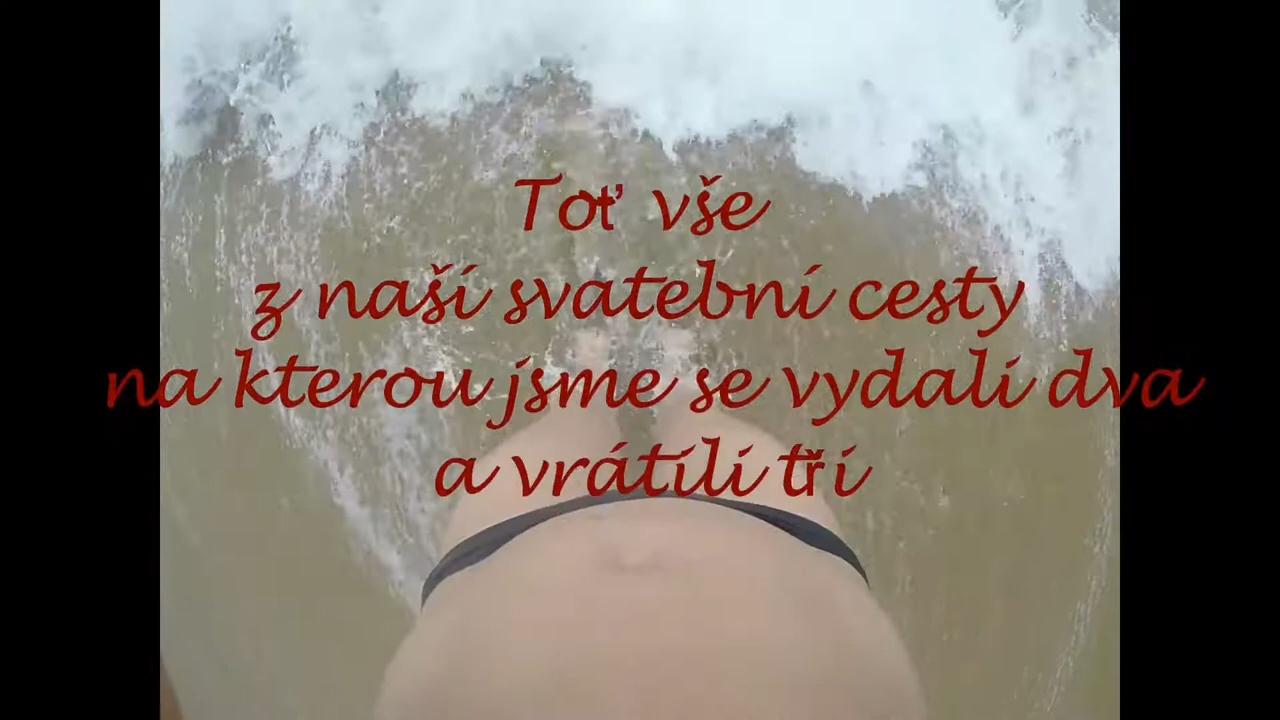 Toť vše
z naší svatební cesty
na kterou jsme se vydali dva
a vrátili tři